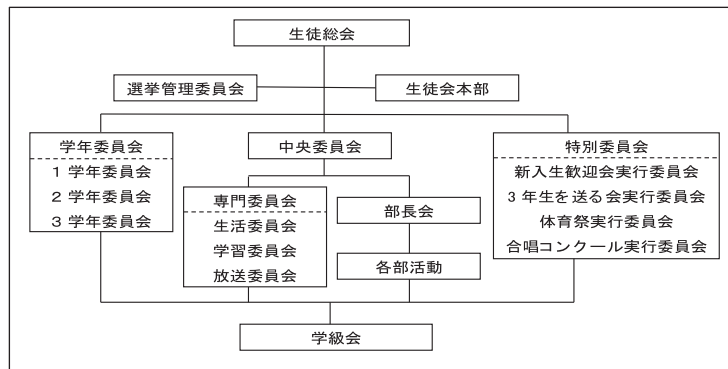 生徒総会
選挙管理委員会
生徒会本部
学年委員会
1 学年委員会
2 学年委員会
3 学年委員会
中央委員会
専門委員会
生活委員会
学習委員会
放送委員会
部長会
各部活動
特別委員会
新入生歓迎会実行委員会
3 年生を送る会実行委員会
体育祭実行委員会
合唱コンクール実行委員会
学級会